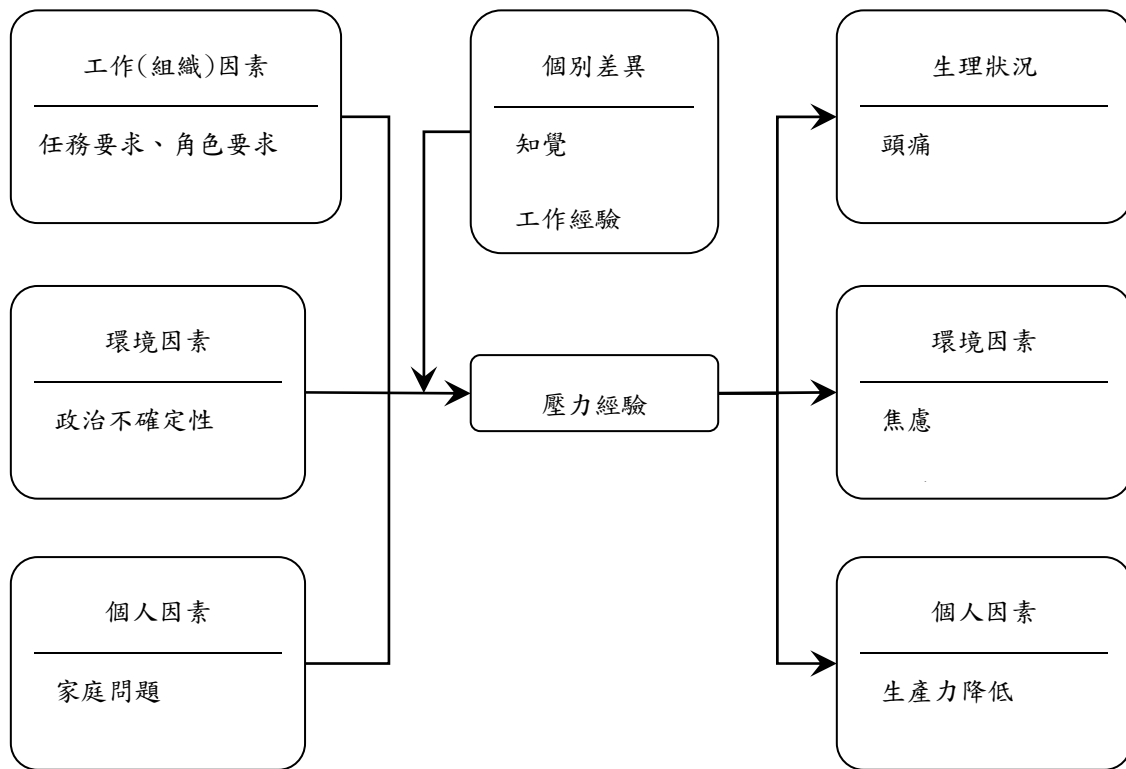 工作(組織)因素
任務要求、角色要求
個別差異
知覺
工作經驗
生理狀況
頭痛
環境因素
政治不確定性
壓力經驗
環境因素
焦慮
個人因素
家庭問題
個人因素
生產力降低